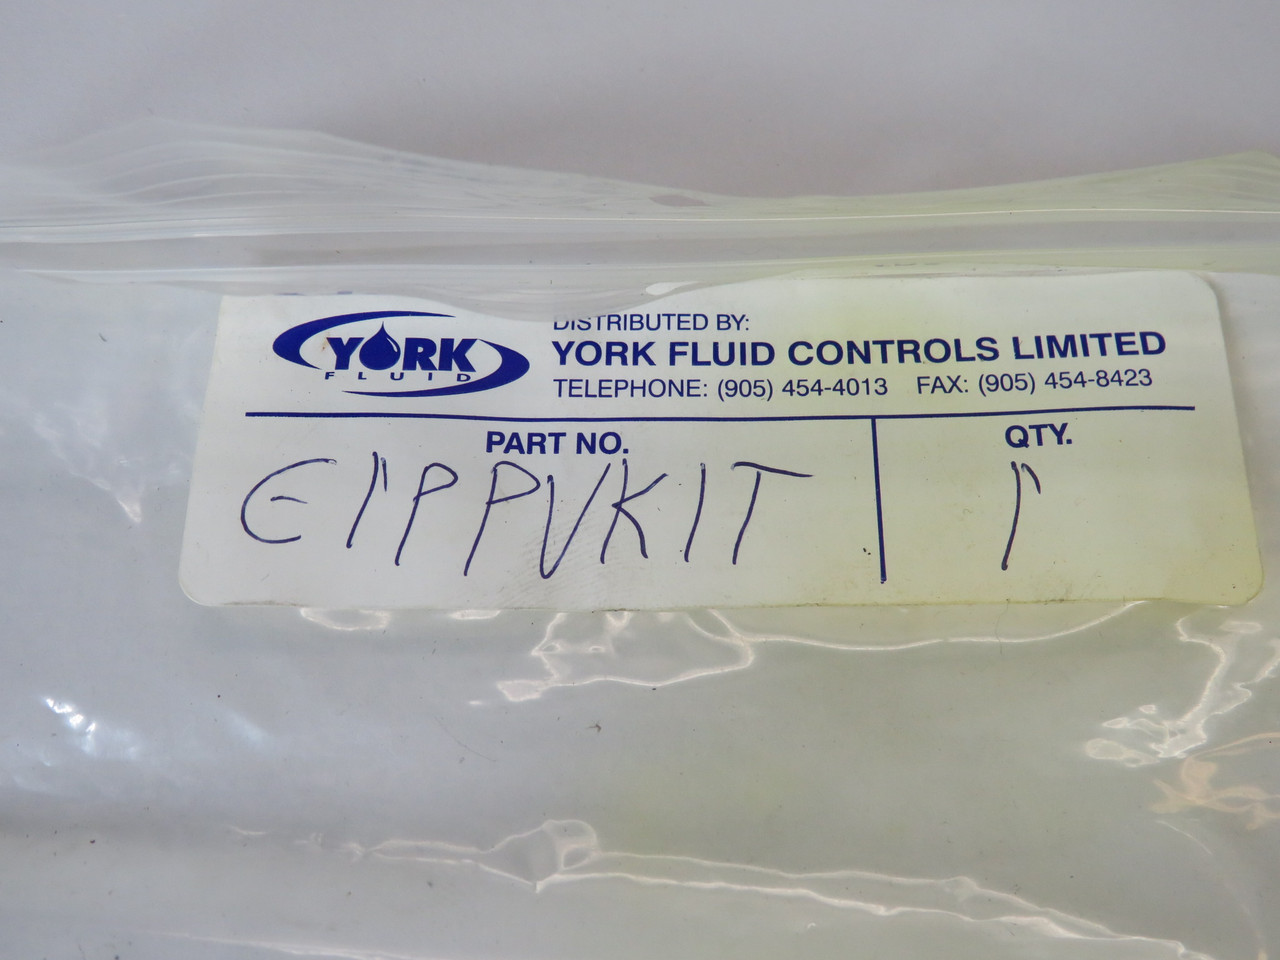 YORK
FLUID
DISTRIBUTED BY:
YORK FLUID CONTROLS LIMITED
TELEPHONE: (905) 454-4013 FAX: (905) 454-8423
PART NO. QTY.
E1PPVKIT 1